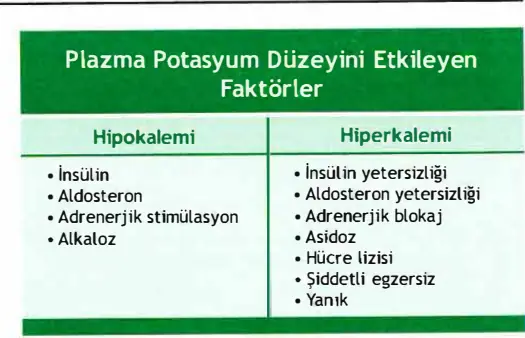 Plazma Potasyum Düzeyini Etkileyen
Faktörler
Hipokalemi
• İnsülin
• Aldosteron
• Adrenerjik stimülasyon
• Alkaloz
Hiperkalemi
• İnsülin yetersizliği
• Aldosteron yetersizliği
• Adrenerjik blokaj
• Asidoz
• Hücre lizisi
• Şiddetli egzersiz
• Yanık